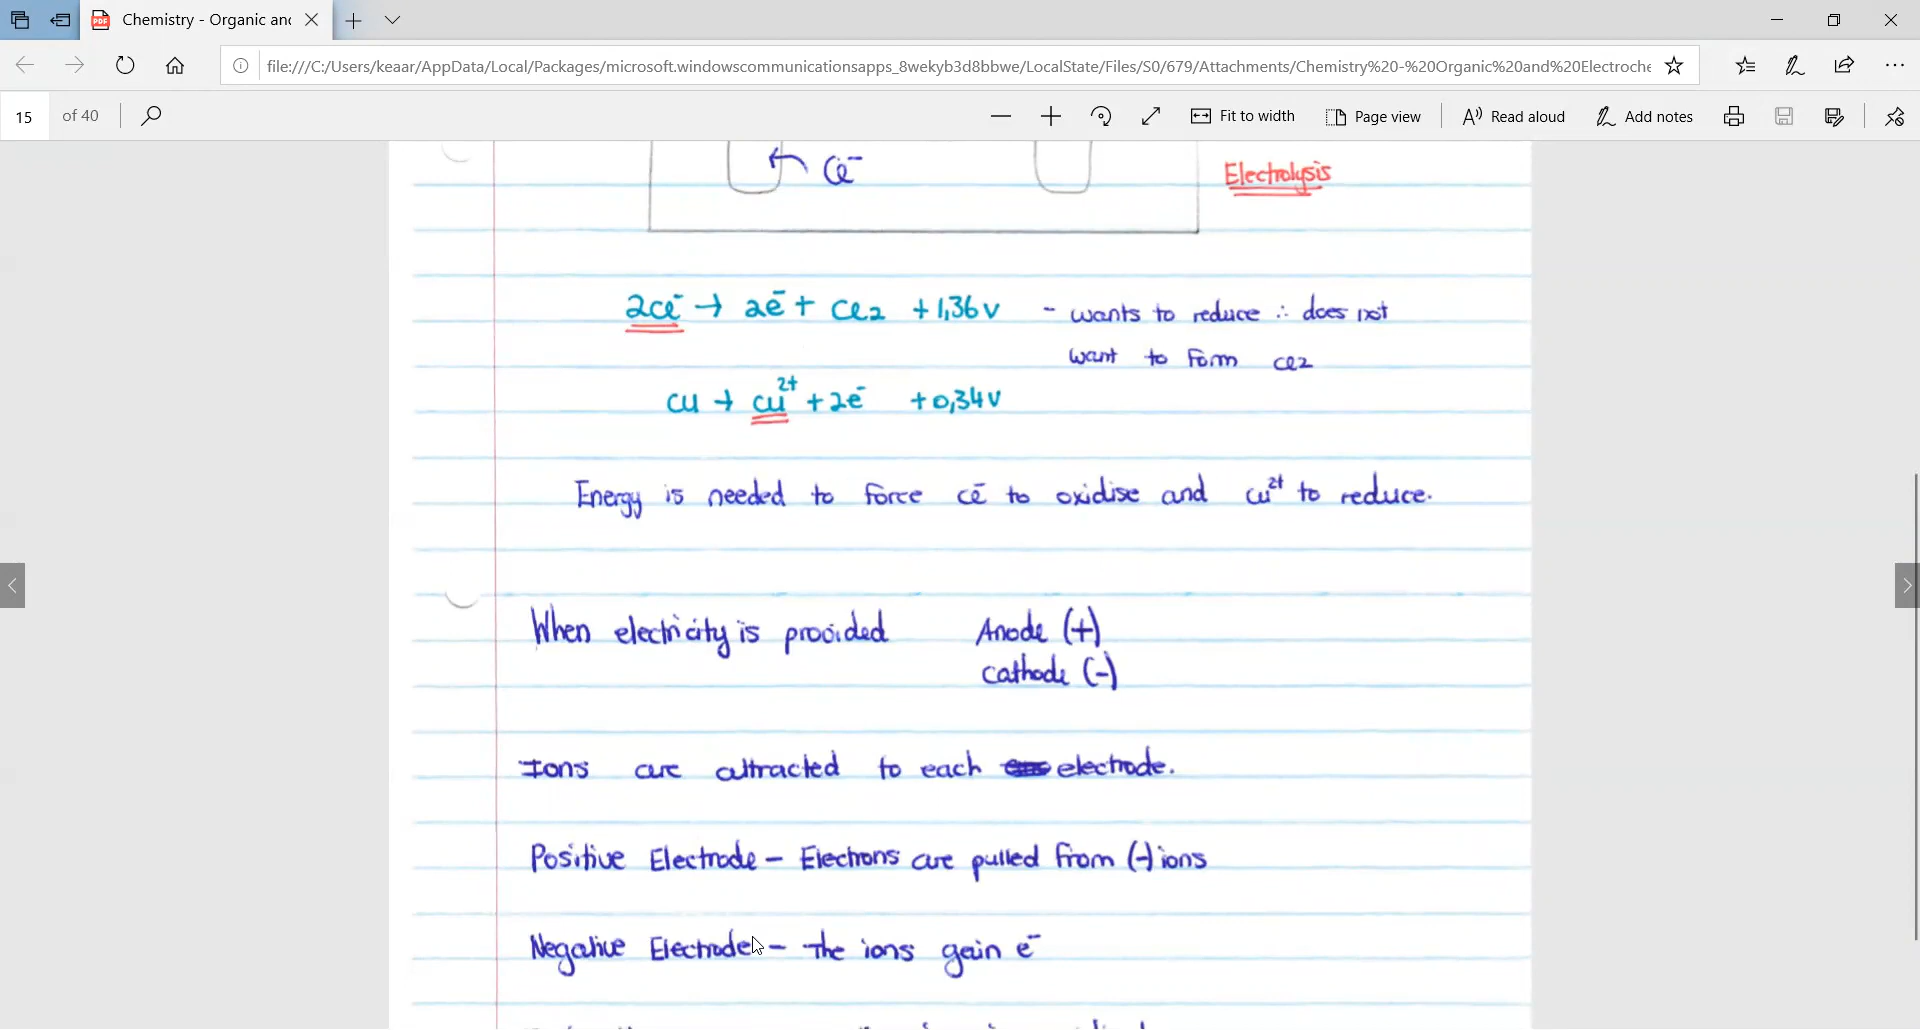 Chemistry - Organic and
file:///C:/Users/keaar/AppData/Local/Packages/microsoft.windowscommunicationsapps_8wekyb3d8bbwe/LocalState/Files/S0/679/Attachments/Chemistry%20-%20Organic%20and%20Electroche
15 of 40 Fit to width Page view Read aloud Add notes
Cl⁻ Electrolysis
2Cl⁻ → 2e⁻ + Cl2 +1,36V - wants to reduce ∴ does not
want to form Cl2
Cu → Cu²⁺ + 2e⁻ +0,34V
Energy is needed to force Cl⁻ to oxidise and Cu²⁺ to reduce.
When electricity is provided Anode (+)
Cathode (-)
Ions are attracted to each electrode.
Positive Electrode - Electrons are pulled from (-) ions
Negative Electrode - The ions gain e⁻